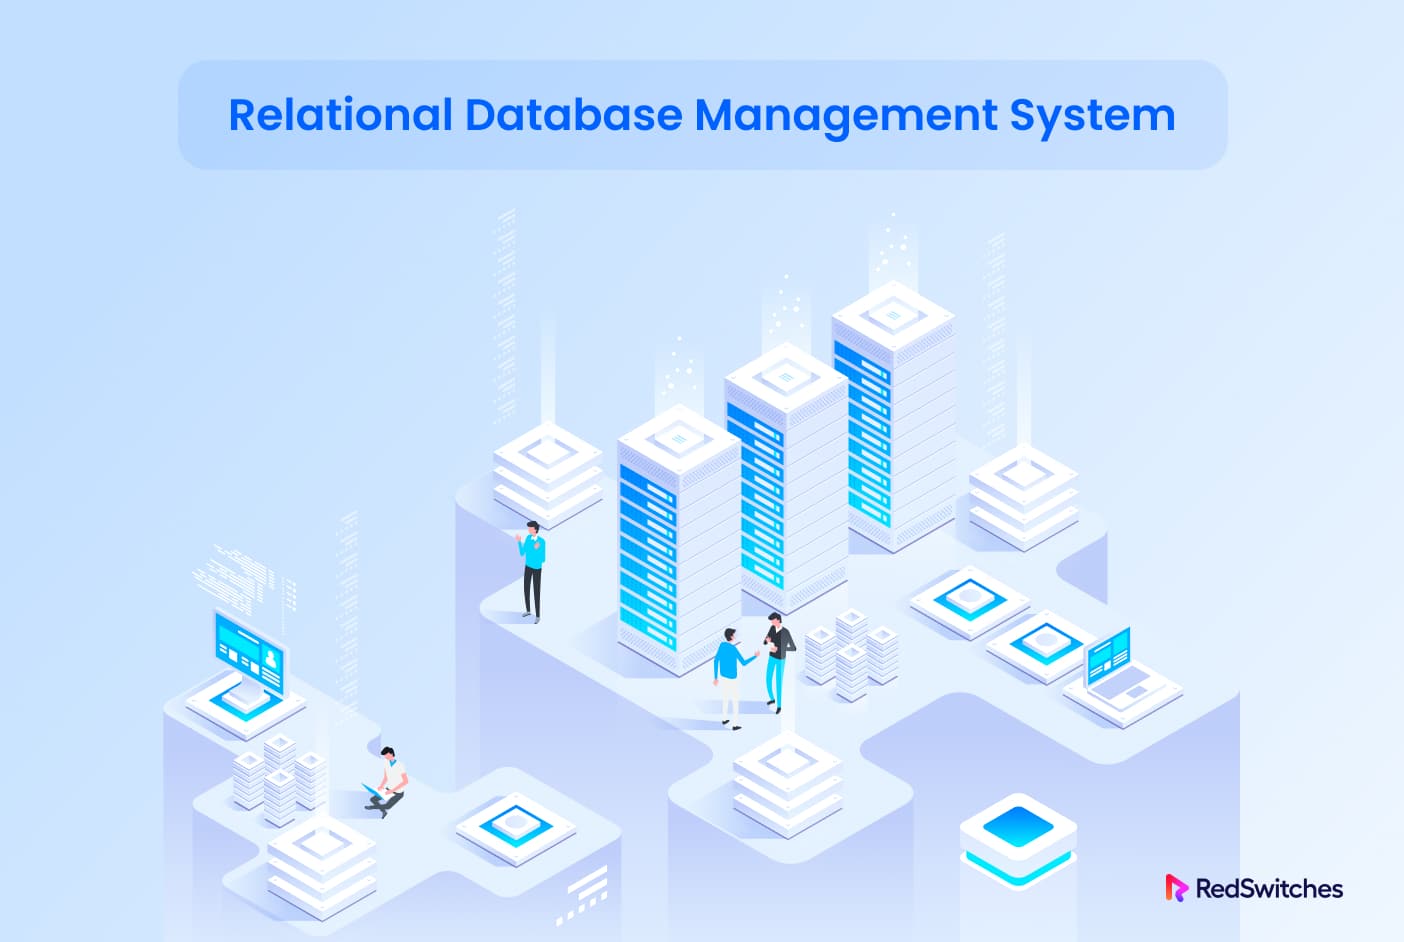 Relational Database Management System
RedSwitches